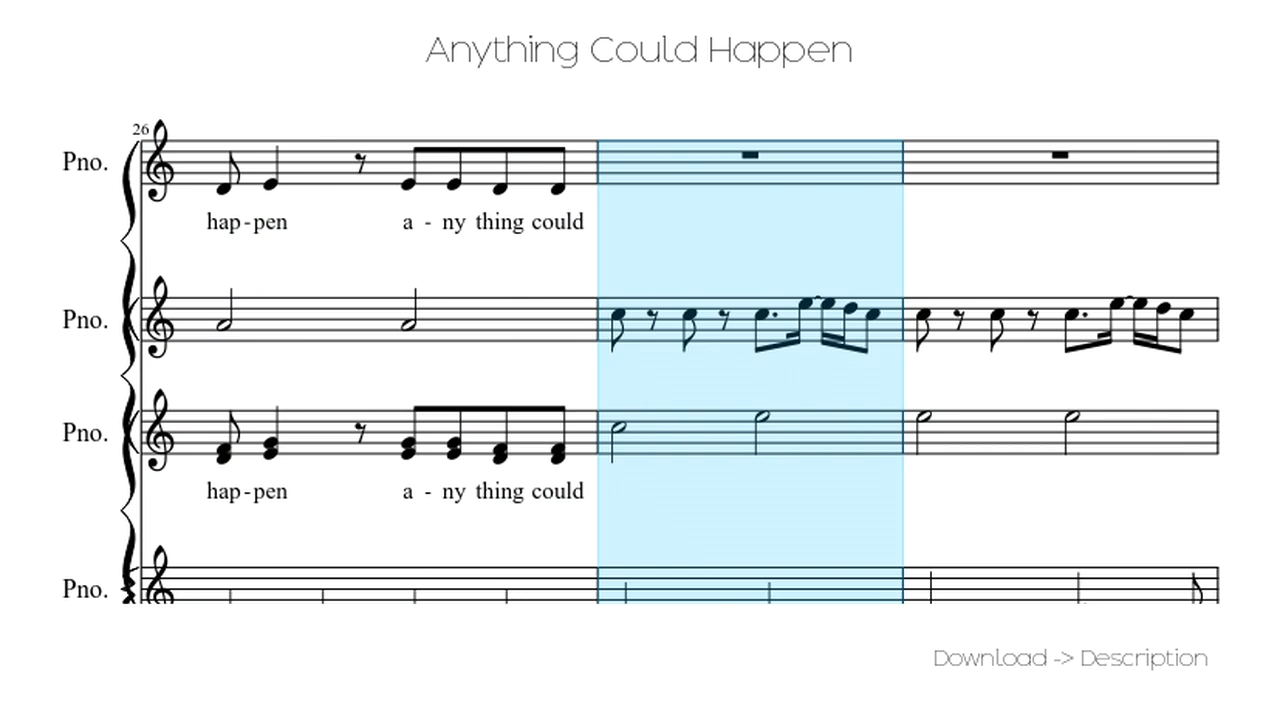 Anything Could Happen
26
Pno.
hap-pen a - ny thing could
Pno.
Pno.
hap-pen a - ny thing could
Pno.
Download -> Description